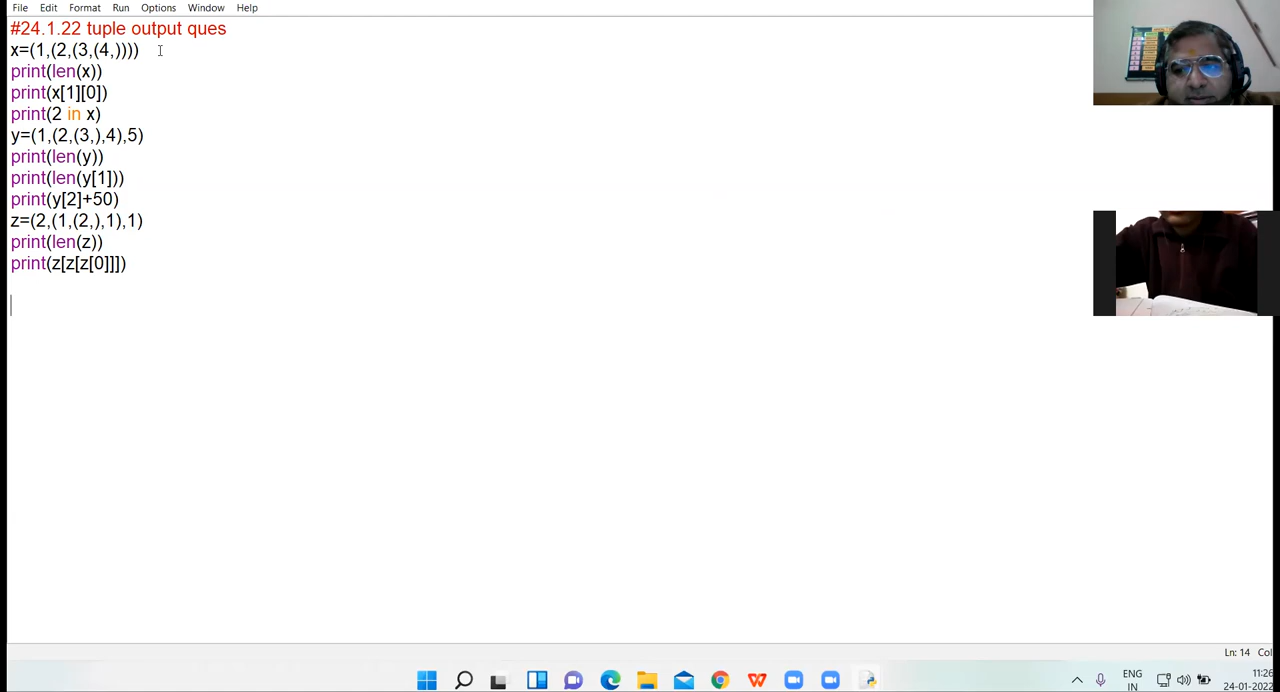 File Edit Format Run Options Window Help
#24.1.22 tuple output ques
x=(1,(2,(3,(4,))))
print(len(x))
print(x[1][0])
print(2 in x)
y=(1,(2,(3,),4),5)
print(len(y))
print(len(y[1]))
print(y[2]+50)
z=(2,(1,(2,),1),1)
print(len(z))
print(z[z[z[0]]])
Ln: 14 Col
ENG
IN
11:26
24-01-2022